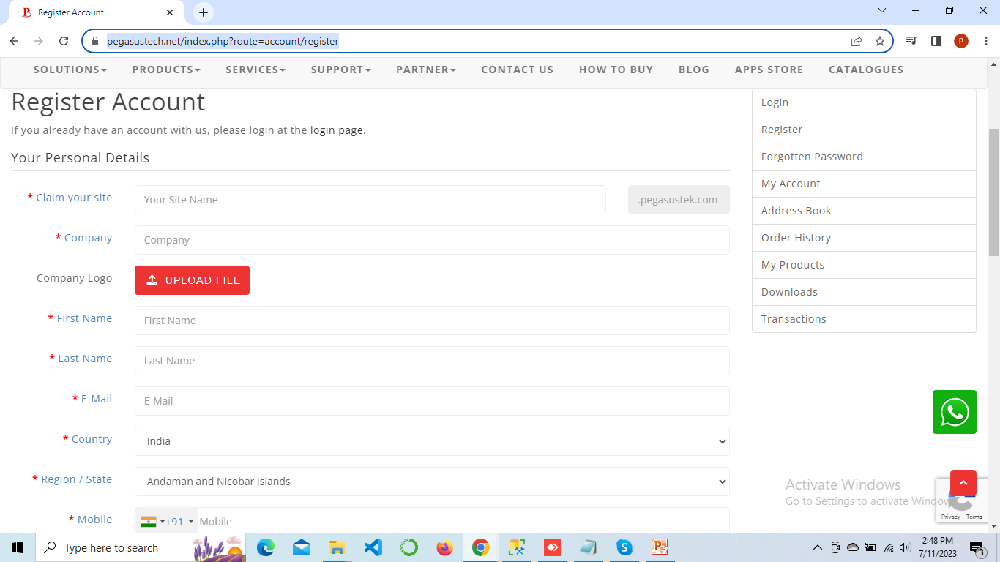 Register Account
pegasustech.net/index.php?route=account/register
P
SOLUTIONS PRODUCTS SERVICES SUPPORT PARTNER CONTACT US HOW TO BUY BLOG APPS STORE CATALOGUES
Register Account
If you already have an account with us, please login at the login page.
Your Personal Details
* Claim your site Your Site Name .pegasustek.com
* Company Company
Company Logo UPLOAD FILE
* First Name First Name
* Last Name Last Name
* E-Mail E-Mail
* Country India
* Region / State Andaman and Nicobar Islands
* Mobile +91 Mobile
Login
Register
Forgotten Password
My Account
Address Book
Order History
My Products
Downloads
Transactions
Activate Windows
Go to Settings to activate Windows
Privacy - Terms
Type here to search
2:48 PM
7/11/2023
3